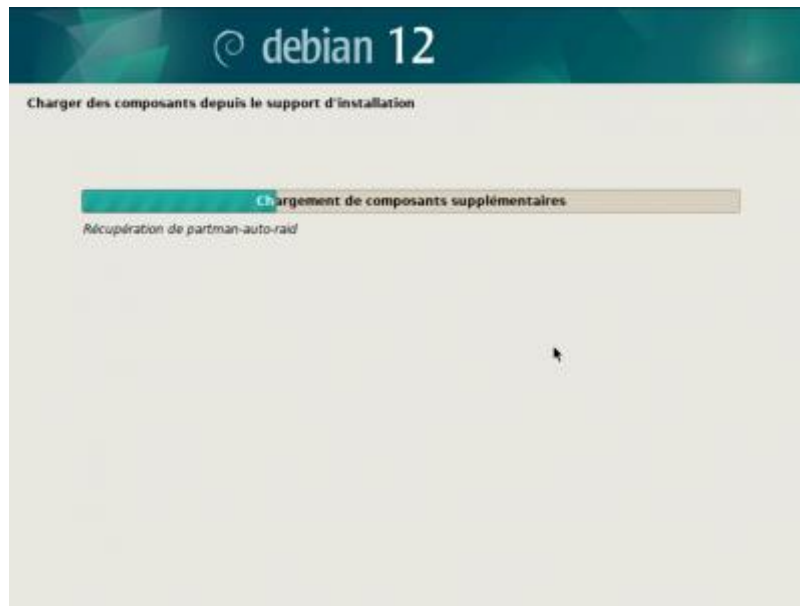 debian 12
Charger des composants depuis le support d'installation
Chargement de composants supplémentaires
Récupération de partman-auto-raid